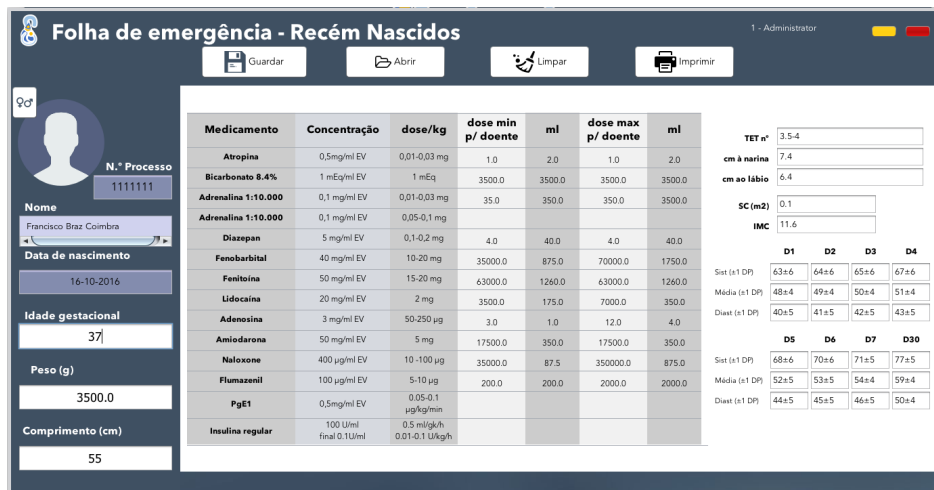 Folha de emergência - Recém Nascidos
1 - Administrator
Guardar Abrir Limpar Imprimir
N.º Processo
1111111
Nome
Francisco Braz Coimbra
Data de nascimento
16-10-2016
Idade gestacional
37
Peso (g)
3500.0
Comprimento (cm)
55
Medicamento Concentração dose/kg dose min p/ doente ml dose max p/ doente ml
Atropina 0,5mg/ml EV 0,01-0,03 mg 1.0 2.0 1.0 2.0
Bicarbonato 8.4% 1 mEq/ml EV 1 mEq 3500.0 3500.0 3500.0 3500.0
Adrenalina 1:10.000 0,1 mg/ml EV 0,01-0,03 mg 35.0 350.0 350.0 3500.0
Adrenalina 1:10.000 0,1 mg/ml EV 0,05-0,1 mg
Diazepan 5 mg/ml EV 0,1-0,2 mg 4.0 40.0 4.0 40.0
Fenobarbital 40 mg/ml EV 10-20 mg 35000.0 875.0 70000.0 1750.0
Fenitoína 50 mg/ml EV 15-20 mg 63000.0 1260.0 63000.0 1260.0
Lidocaína 20 mg/ml EV 2 mg 3500.0 175.0 7000.0 350.0
Adenosina 3 mg/ml EV 50-250 µg 3.0 1.0 12.0 4.0
Amiodarona 50 mg/ml EV 5 mg 17500.0 350.0 17500.0 350.0
Naloxone 400 µg/ml EV 10 -100 µg 35000.0 87.5 350000.0 875.0
Flumazenil 100 µg/ml EV 5-10 µg 200.0 200.0 2000.0 2000.0
PgE1 0,5mg/ml EV 0.05-0.1 µg/kg/min
Insulina regular 100 U/ml final 0.1U/ml 0.5 ml/gk/h 0.01-0.1 U/kg/h
TET nº 3.5-4
cm à narina 7.4
cm ao lábio 6.4
SC (m2) 0.1
IMC 11.6
D1 D2 D3 D4
Sist (±1 DP) 63±6 64±6 65±6 67±6
Média (±1 DP) 48±4 49±4 50±4 51±4
Diast (±1 DP) 40±5 41±5 42±5 43±5
D5 D6 D7 D30
Sist (±1 DP) 68±6 70±6 71±5 77±5
Média (±1 DP) 52±5 53±5 54±4 59±4
Diast (±1 DP) 44±5 45±5 46±5 50±4